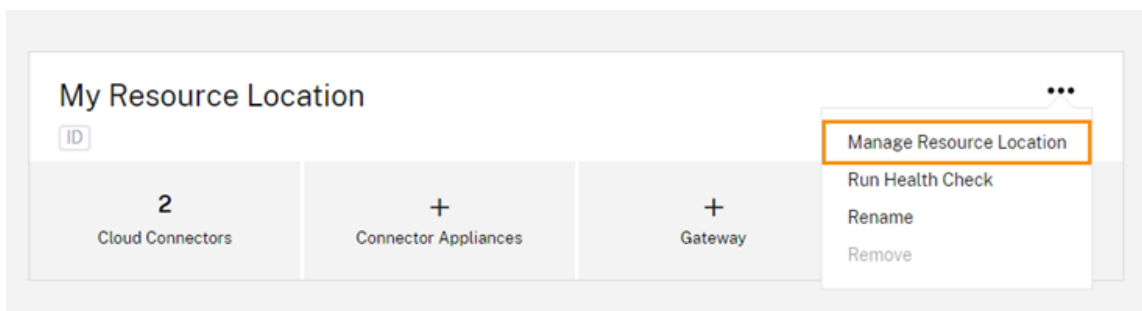 My Resource Location
ID
Manage Resource Location
Run Health Check
Rename
Remove
2
Cloud Connectors
+
Connector Appliances
+
Gateway